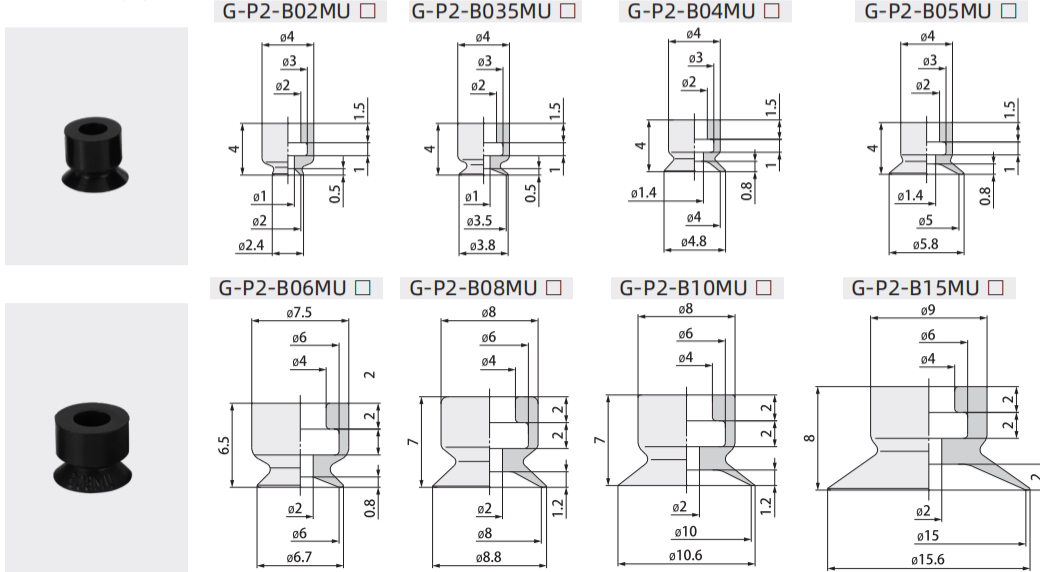 G-P2-B02MU □
G-P2-B035MU □
G-P2-B04MU □
G-P2-B05MU □
ø4
ø3
ø2
1.5
4
1
0.5
ø1
ø2
ø2.4
ø4
ø3
ø2
1.5
4
1
0.5
ø1
ø3.5
ø3.8
ø4
ø3
ø2
1.5
4
1
0.8
ø1.4
ø4
ø4.8
ø4
ø3
ø2
1.5
4
1
0.8
ø1.4
ø5
ø5.8
G-P2-B06MU □
G-P2-B08MU □
G-P2-B10MU □
G-P2-B15MU □
ø7.5
ø6
ø4
2
2
6.5
0.8
ø2
ø6
ø6.7
ø8
ø6
ø4
2
2
7
1.2
ø2
ø8
ø8.8
ø8
ø6
ø4
2
2
7
1.2
ø2
ø10
ø10.6
ø9
ø6
ø4
2
2
8
2
ø2
ø15
ø15.6